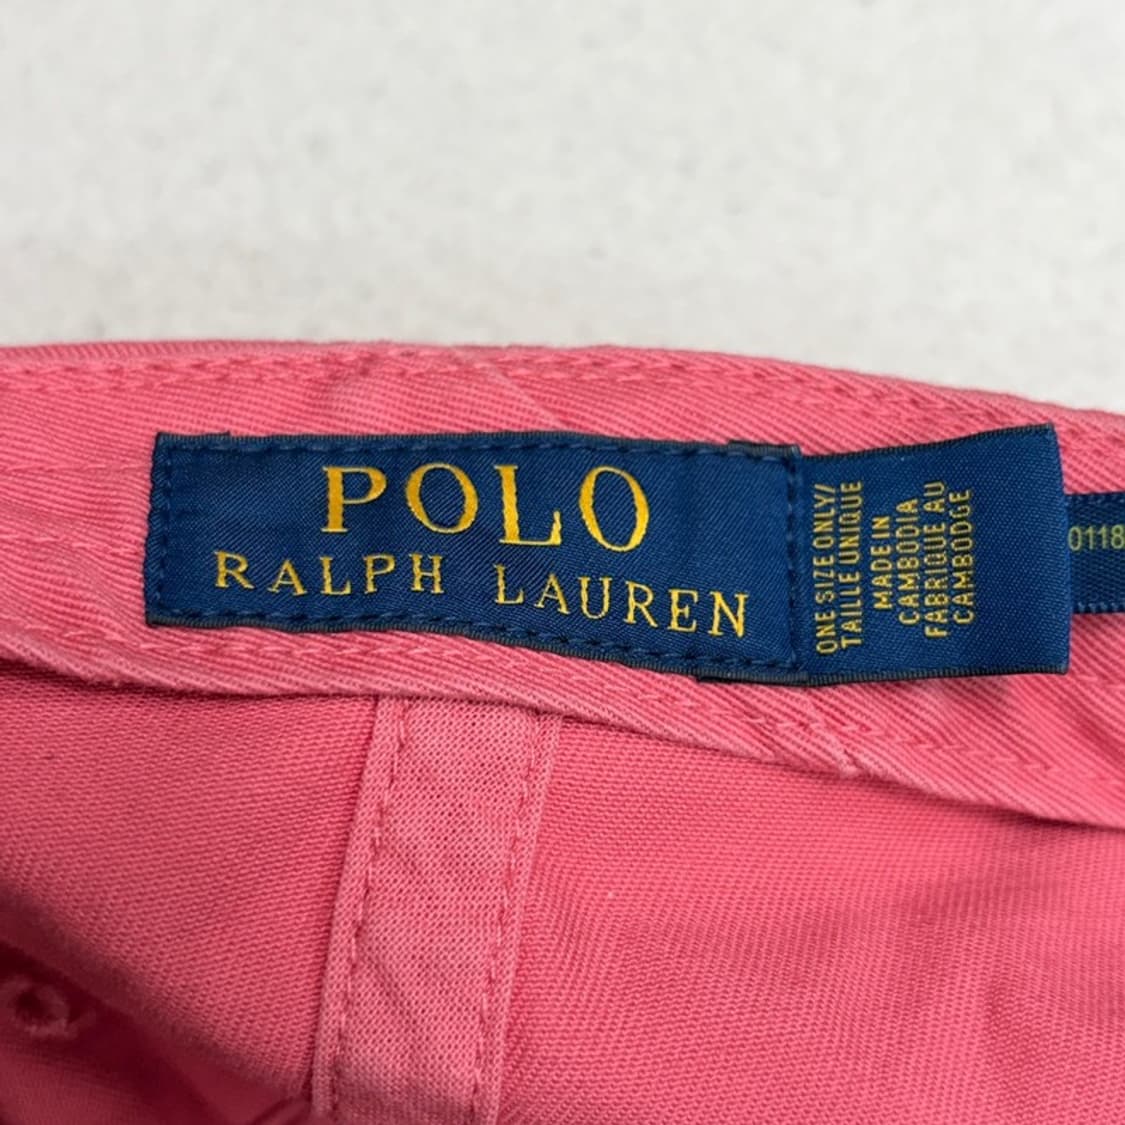 POLO
RALPH LAUREN
ONE SIZE ONLY/
TAILLE UNIQUE
MADE IN
CAMBODIA
FABRIQUE AU
CAMBODGE
0118